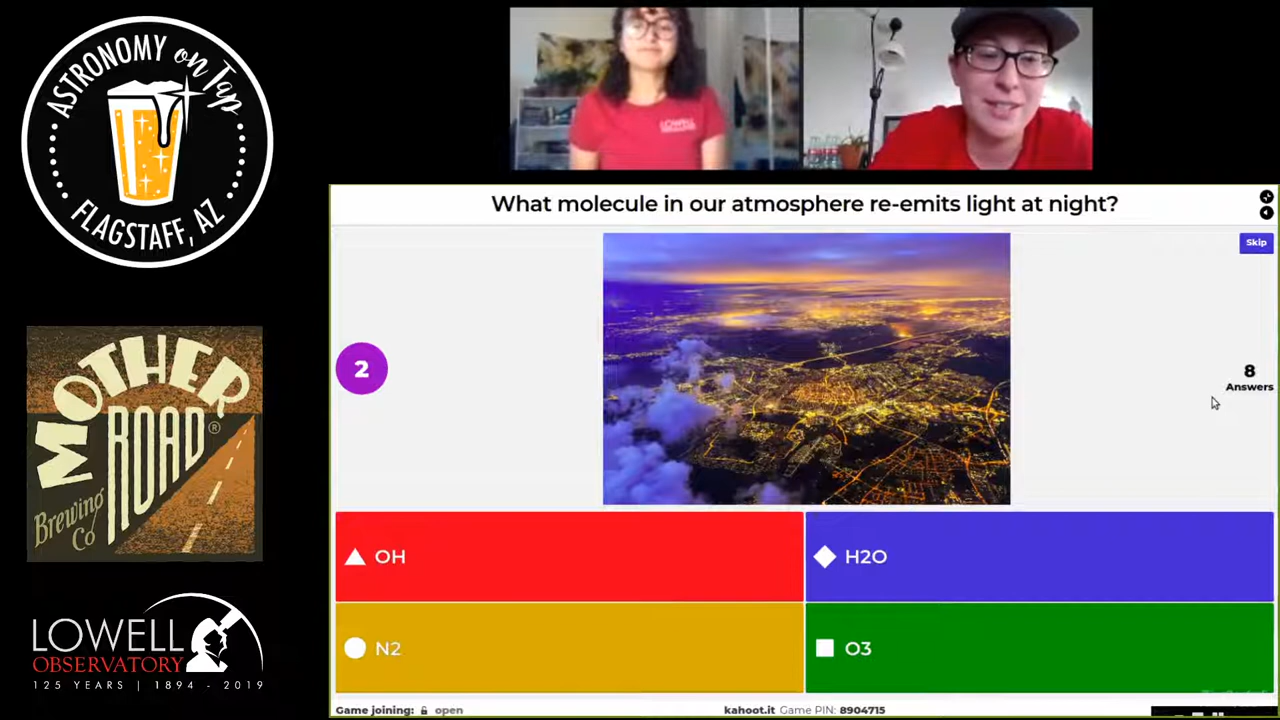 ASTRONOMY on Tap
FLAGSTAFF, AZ
MOTHER
ROAD®
Brewing
Co
LOWELL
OBSERVATORY
125 YEARS | 1894 - 2019
LOWELL
What molecule in our atmosphere re-emits light at night?
Skip
2
8
Answers
OH
H2O
N2
O3
Game joining: open
kahoot.it Game PIN: 8904715